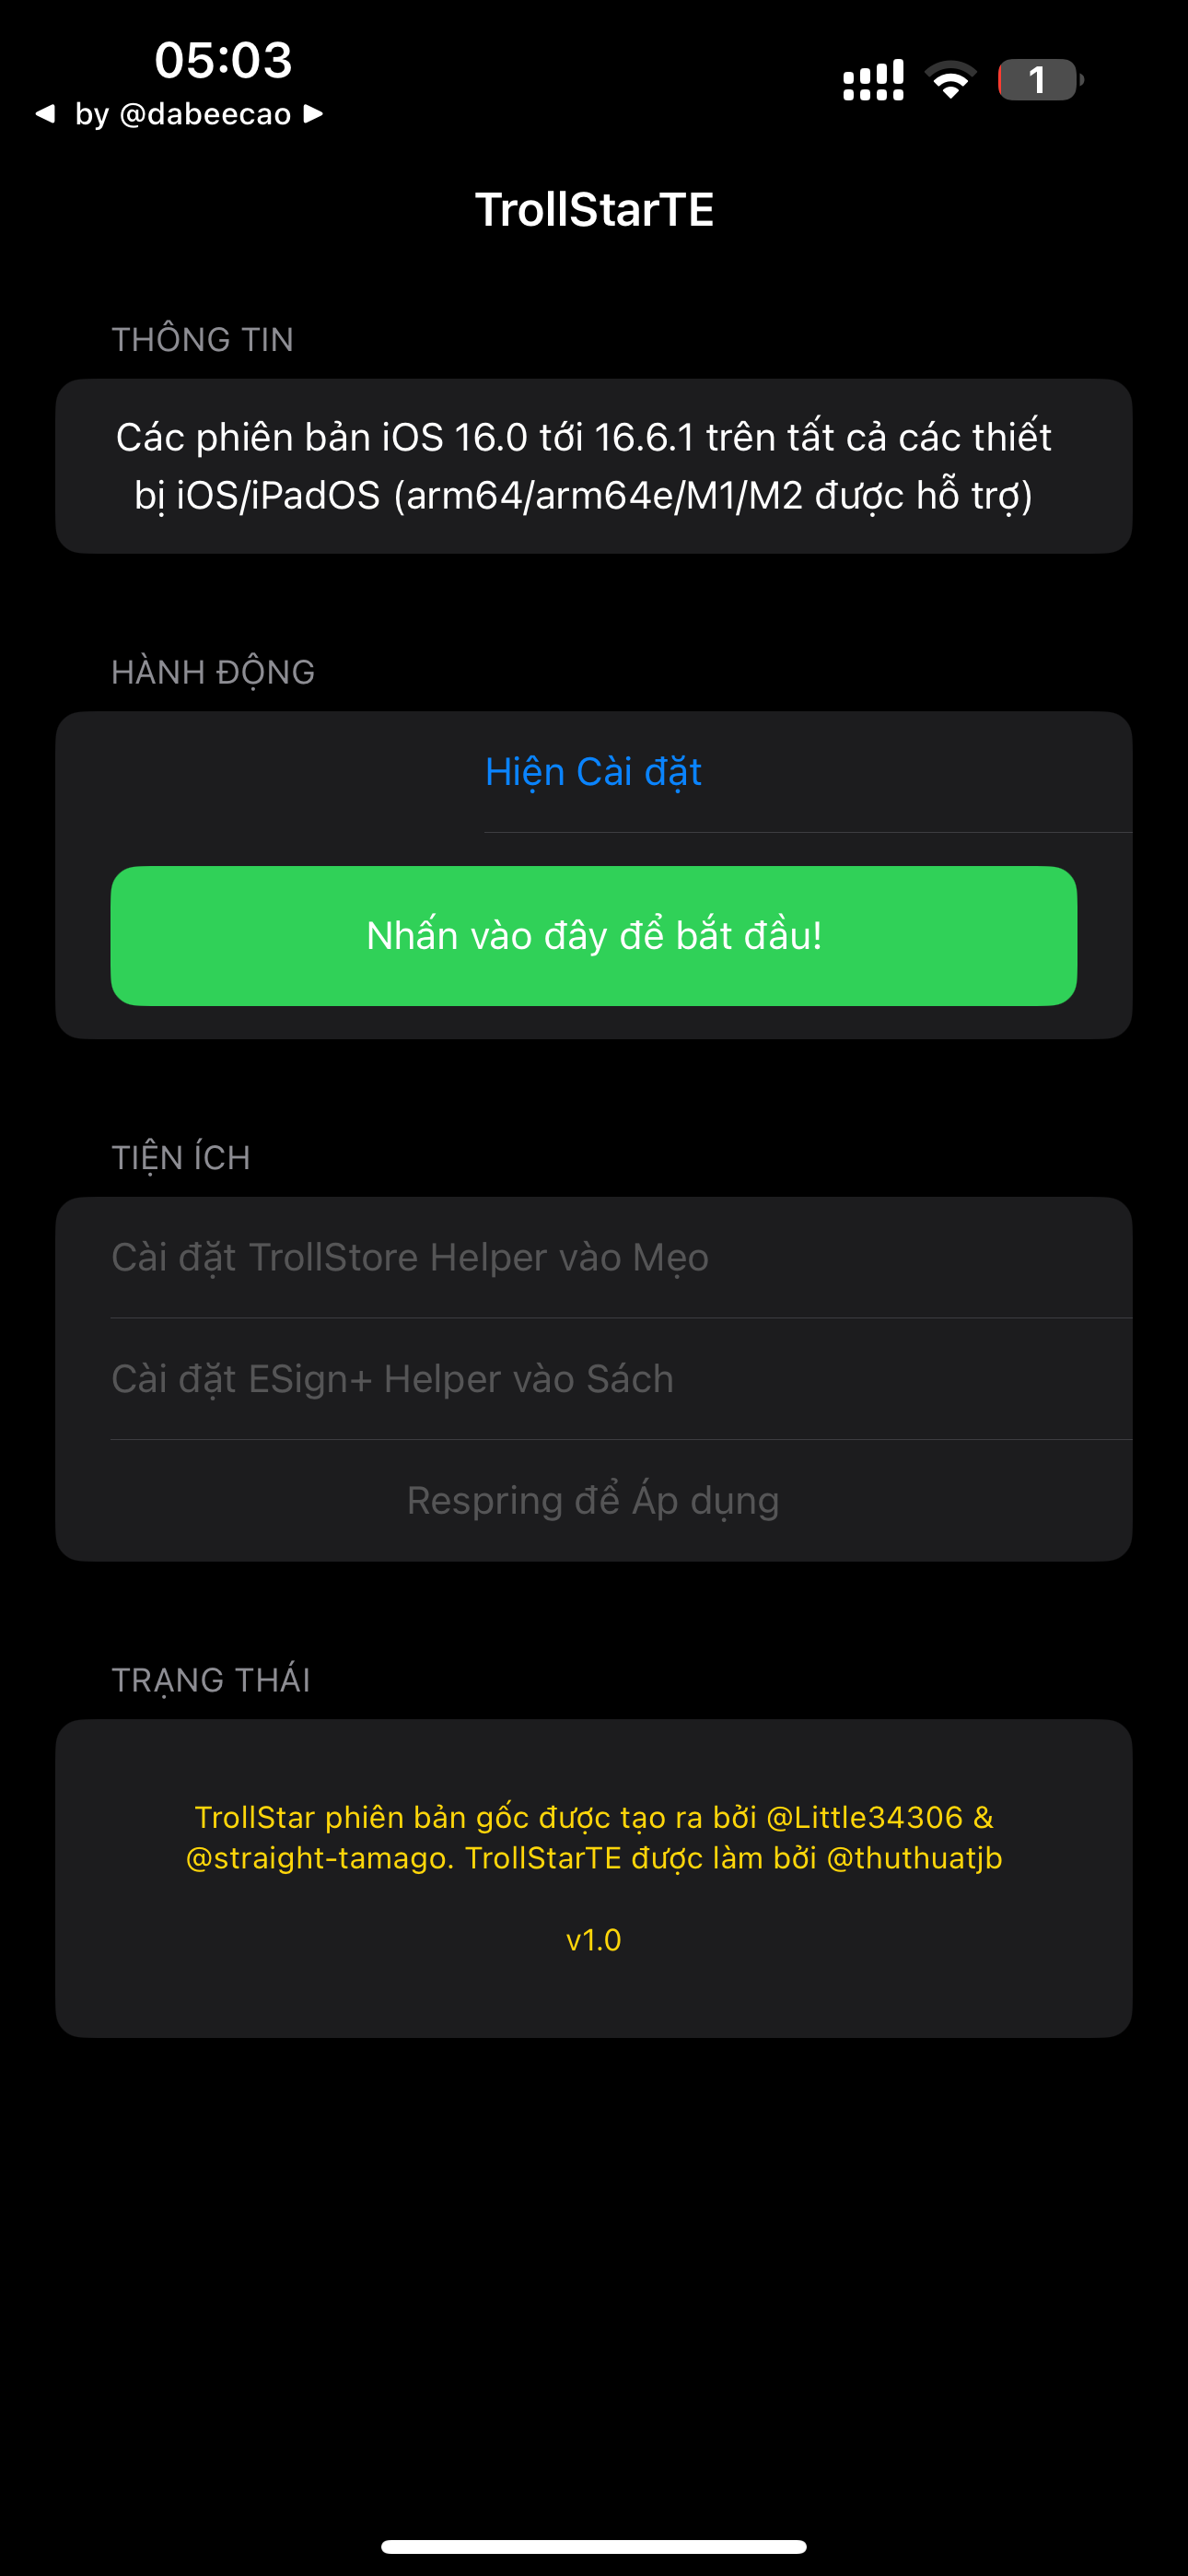 05:03
1
◀ by @dabeecao ▶
TrollStarTE
THÔNG TIN
Các phiên bản iOS 16.0 tới 16.6.1 trên tất cả các thiết
bị iOS/iPadOS (arm64/arm64e/M1/M2 được hỗ trợ)
HÀNH ĐỘNG
Hiện Cài đặt
Nhấn vào đây để bắt đầu!
TIỆN ÍCH
Cài đặt TrollStore Helper vào Mẹo
Cài đặt ESign+ Helper vào Sách
Respring để Áp dụng
TRẠNG THÁI
TrollStar phiên bản gốc được tạo ra bởi @Little34306 &
@straight-tamago. TrollStarTE được làm bởi @thuthuatjb
v1.0